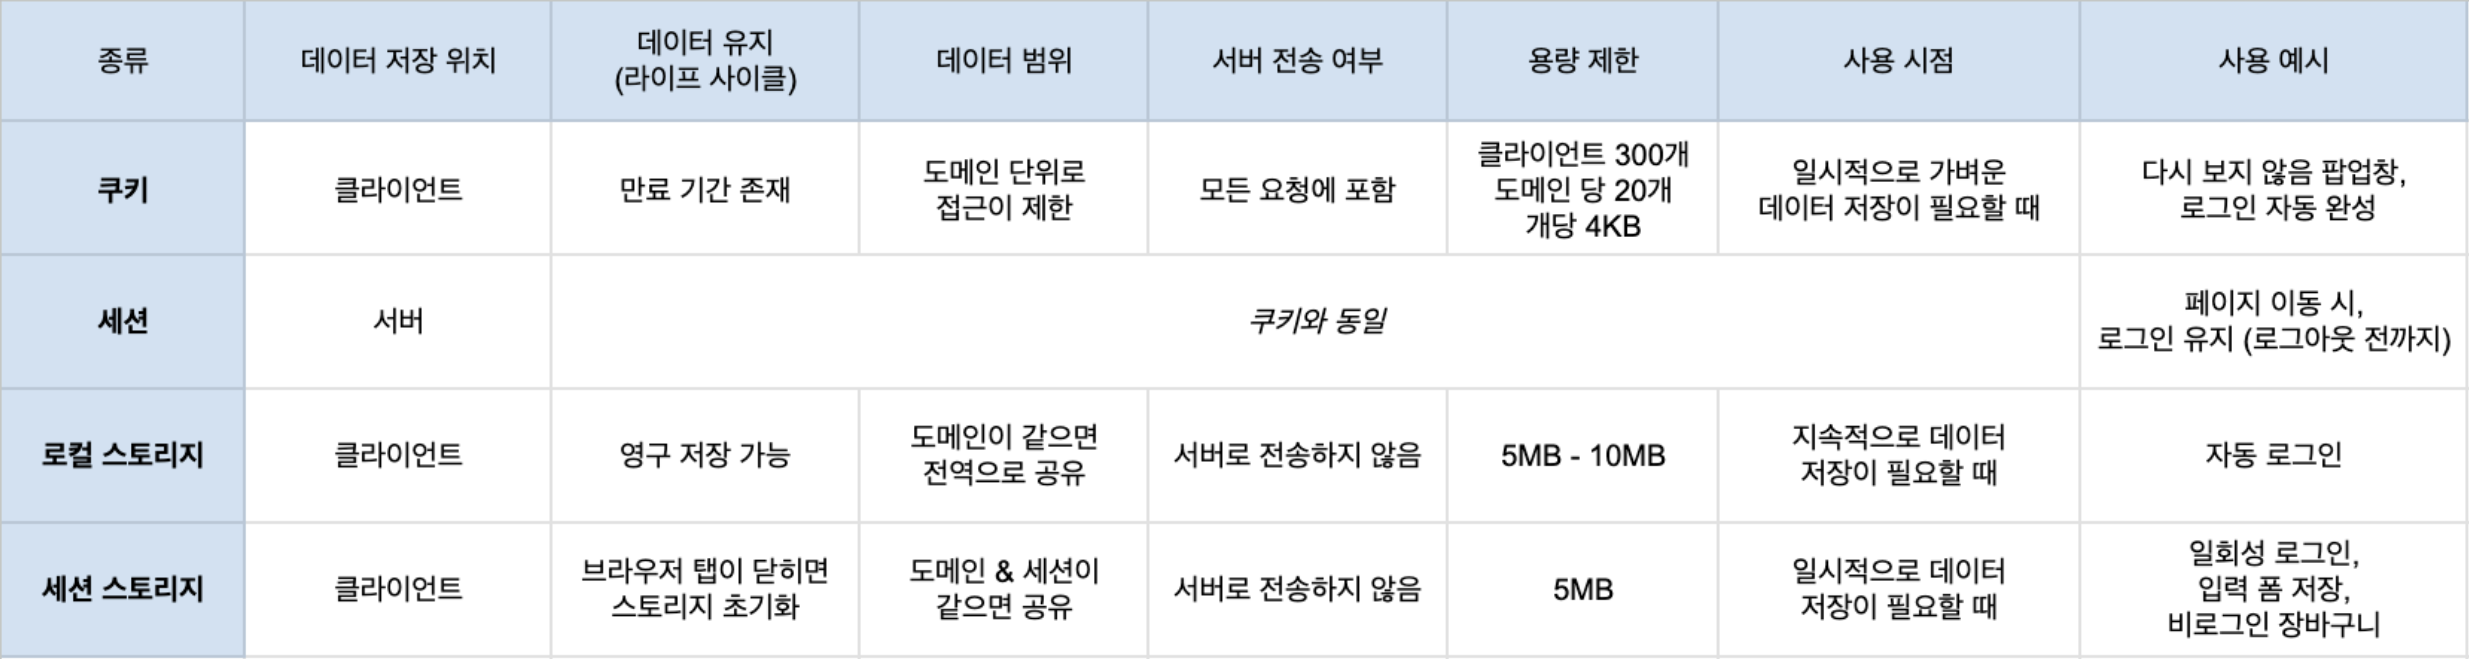 종류
데이터 저장 위치
데이터 유지
(라이프 사이클)
데이터 범위
서버 전송 여부
용량 제한
사용 시점
사용 예시
쿠키
클라이언트
만료 기간 존재
도메인 단위로
접근이 제한
모든 요청에 포함
클라이언트 300개
도메인 당 20개
개당 4KB
일시적으로 가벼운
데이터 저장이 필요할 때
다시 보지 않음 팝업창,
로그인 자동 완성
세션
서버
쿠키와 동일
페이지 이동 시,
로그인 유지 (로그아웃 전까지)
로컬 스토리지
클라이언트
영구 저장 가능
도메인이 같으면
전역으로 공유
서버로 전송하지 않음
5MB - 10MB
지속적으로 데이터
저장이 필요할 때
자동 로그인
세션 스토리지
클라이언트
브라우저 탭이 닫히면
스토리지 초기화
도메인 & 세션이
같으면 공유
서버로 전송하지 않음
5MB
일시적으로 데이터
저장이 필요할 때
일회성 로그인,
입력 폼 저장,
비로그인 장바구니